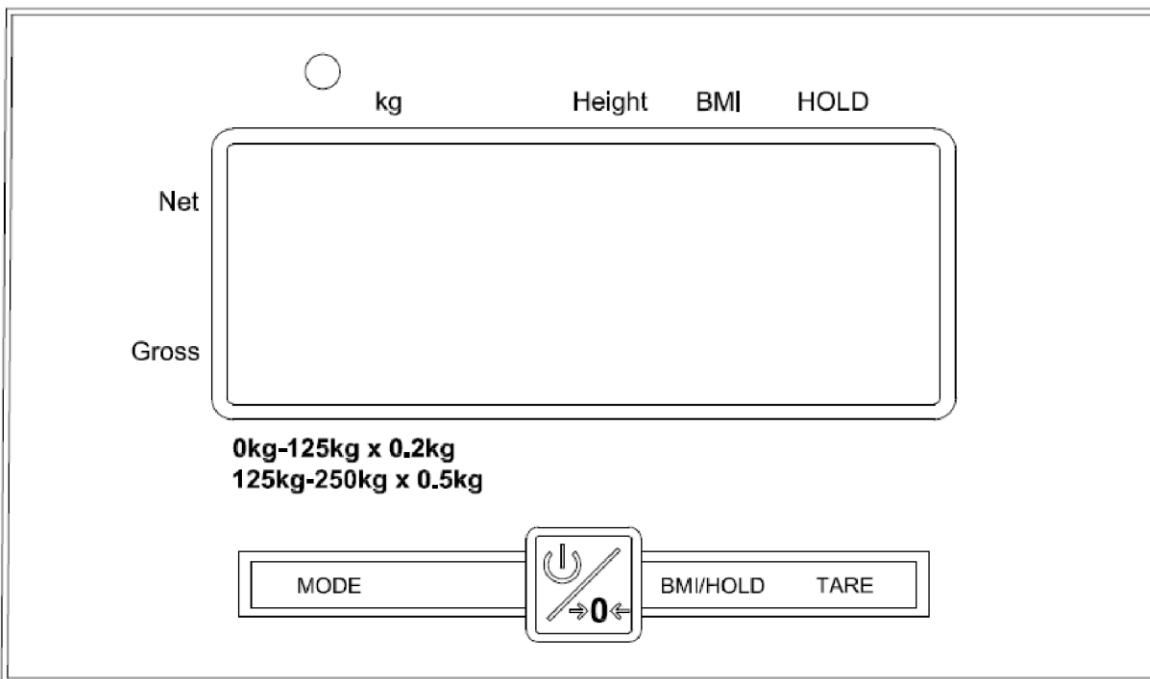 kg Height BMI HOLD
Net
Gross
0kg-125kg x 0.2kg
125kg-250kg x 0.5kg
MODE BMI/HOLD TARE
→0←